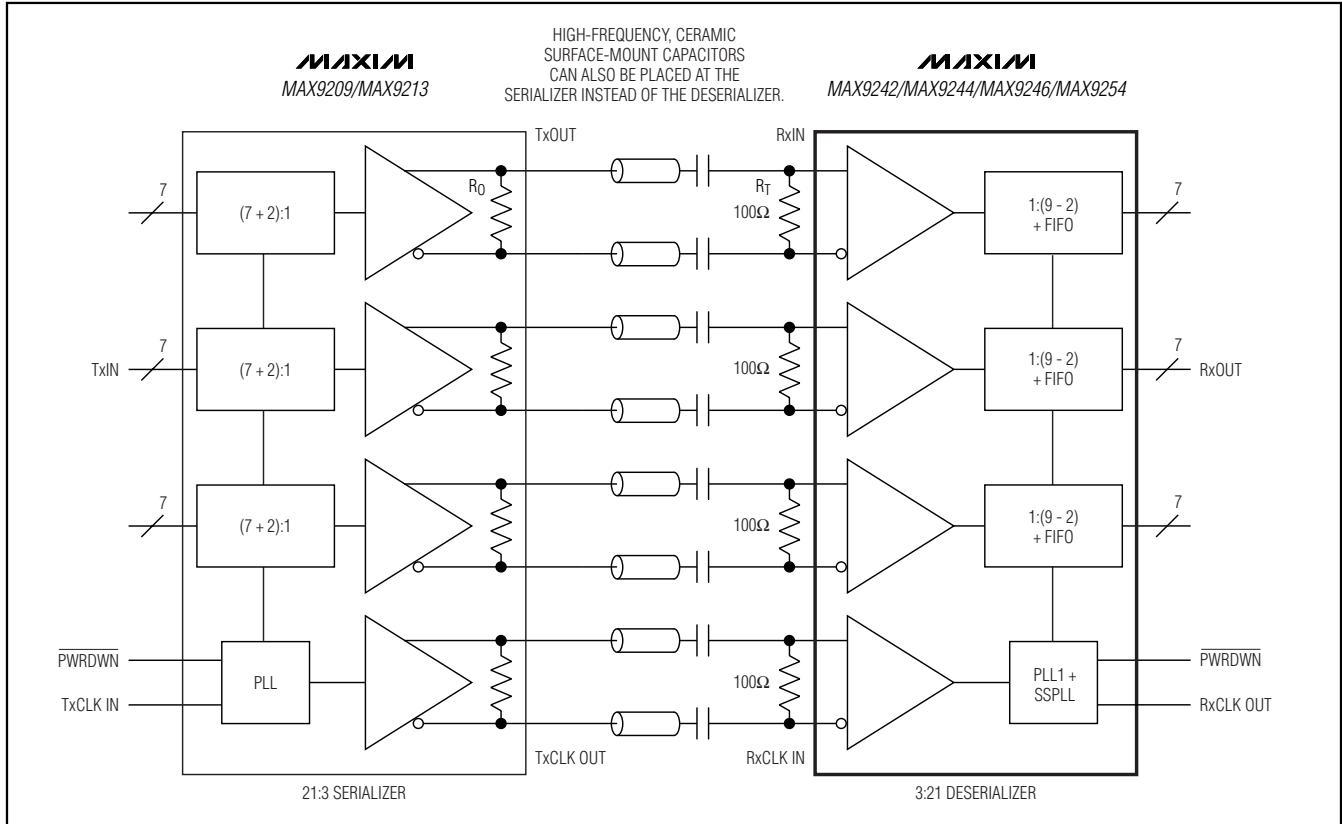 HIGH-FREQUENCY, CERAMIC
SURFACE-MOUNT CAPACITORS
CAN ALSO BE PLACED AT THE
SERIALIZER INSTEAD OF THE DESERIALIZER.
MAXIM
MAX9209/MAX9213
MAXIM
MAX9242/MAX9244/MAX9246/MAX9254
TxOUT
RxIN
7
(7 + 2):1
RO
RT
100Ω
1:(9 - 2)
+ FIFO
7
TxIN
7
(7 + 2):1
100Ω
1:(9 - 2)
+ FIFO
7
RxOUT
7
(7 + 2):1
100Ω
1:(9 - 2)
+ FIFO
7
PWRDWN
TxCLK IN
PLL
100Ω
PLL1 +
SSPLL
PWRDWN
RxCLK OUT
TxCLK OUT
RxCLK IN
21:3 SERIALIZER
3:21 DESERIALIZER